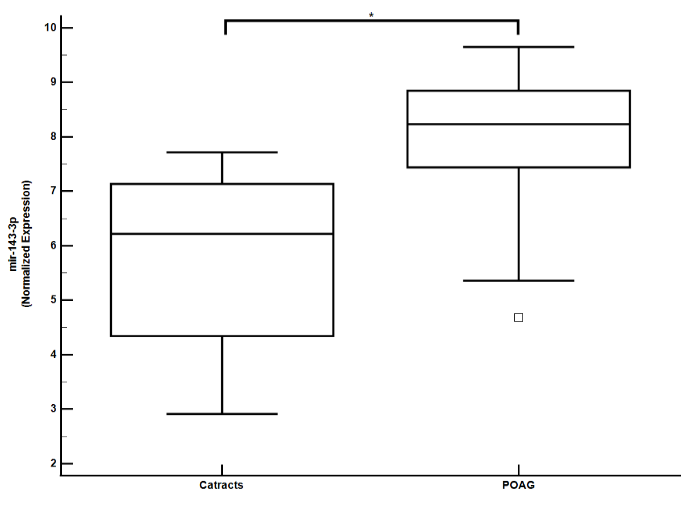 *
10
9
8
7
6
5
4
3
2
mir-143-3p
(Normalized Expression)
Catracts
POAG